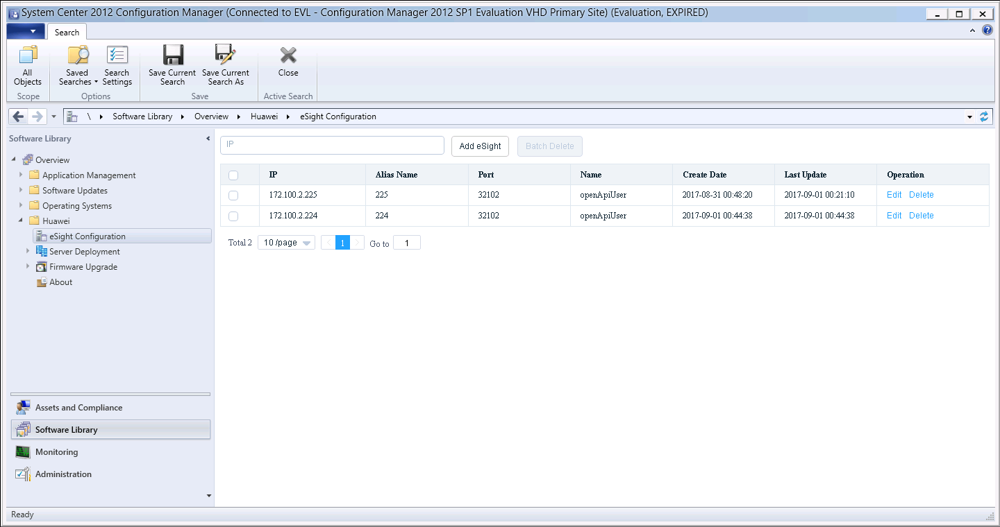 System Center 2012 Configuration Manager (Connected to EVL - Configuration Manager 2012 SP1 Evaluation VHD Primary Site) (Evaluation, EXPIRED)
Search
All Objects
Saved Searches
Search Settings
Save Current Search
Save Current Search As
Close
Scope
Options
Save
Active Search
\ Software Library Overview Huawei eSight Configuration
Software Library
Overview
Application Management
Software Updates
Operating Systems
Huawei
eSight Configuration
Server Deployment
Firmware Upgrade
About
Assets and Compliance
Software Library
Monitoring
Administration
IP Add eSight Batch Delete
IP Alias Name Port Name Create Date Last Update Operation
172.100.2.225 225 32102 openApiUser 2017-08-31 00:48:20 2017-09-01 00:21:10 Edit Delete
172.100.2.224 224 32102 openApiUser 2017-09-01 00:44:38 2017-09-01 00:44:38 Edit Delete
Total 2 10 /page 1 Go to 1
Ready